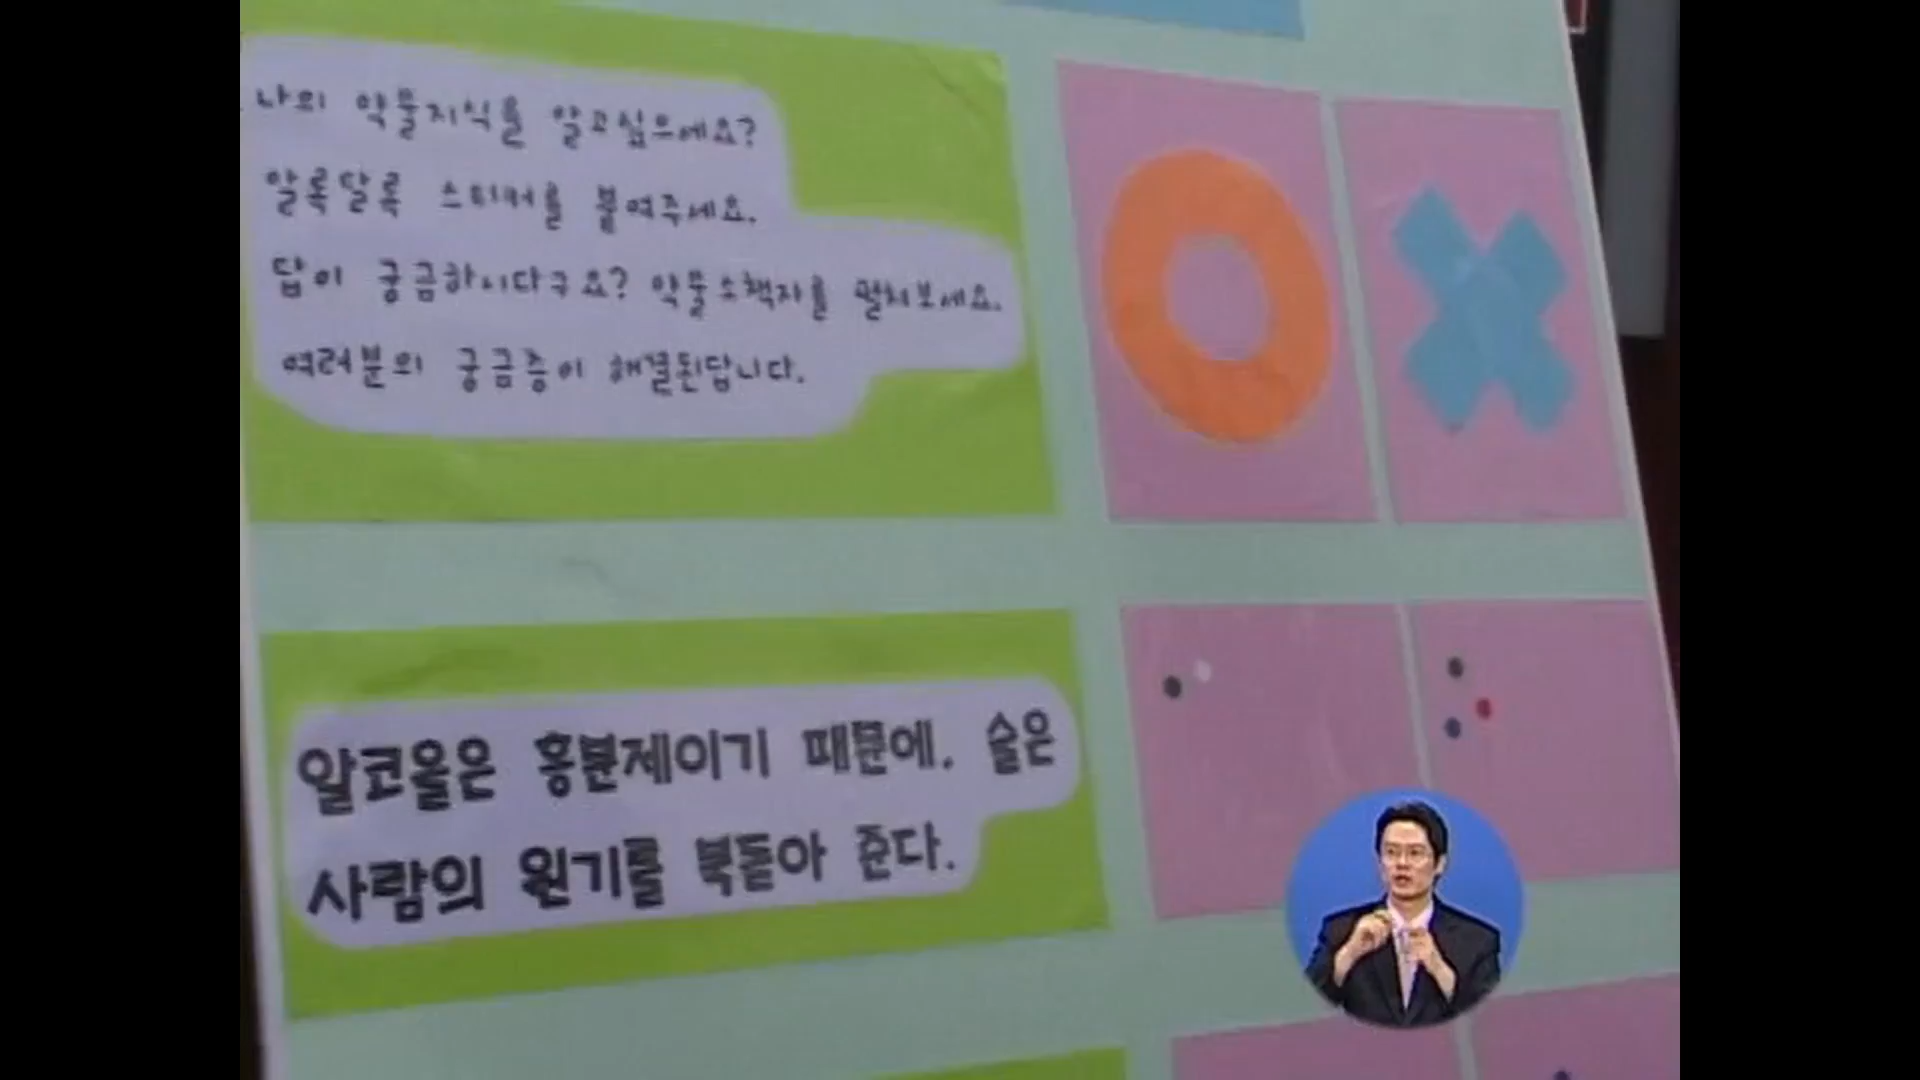 나의 약물지식을 알고싶으세요?
알록달록 스티커를 붙여주세요.
답이 궁금하시다구요? 약물소책자를 펼쳐보세요.
여러분의 궁금증이 해결된답니다.
알코올은 흥분제이기 때문에. 술은
사람의 원기를 북돋아 준다.